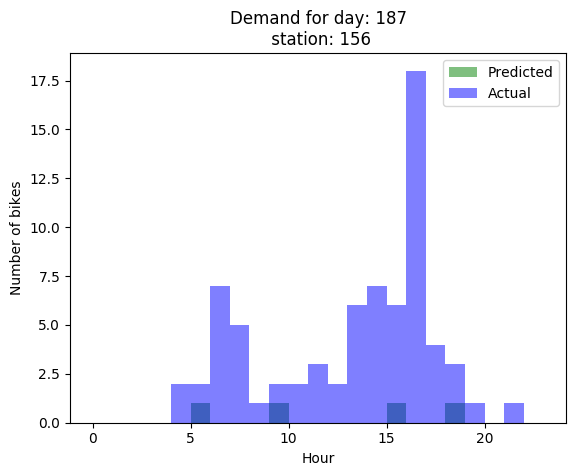 Demand for day: 187
station: 156
Predicted
Actual
Number of bikes
17.5
15.0
12.5
10.0
7.5
5.0
2.5
0.0
0 5 10 15 20
Hour